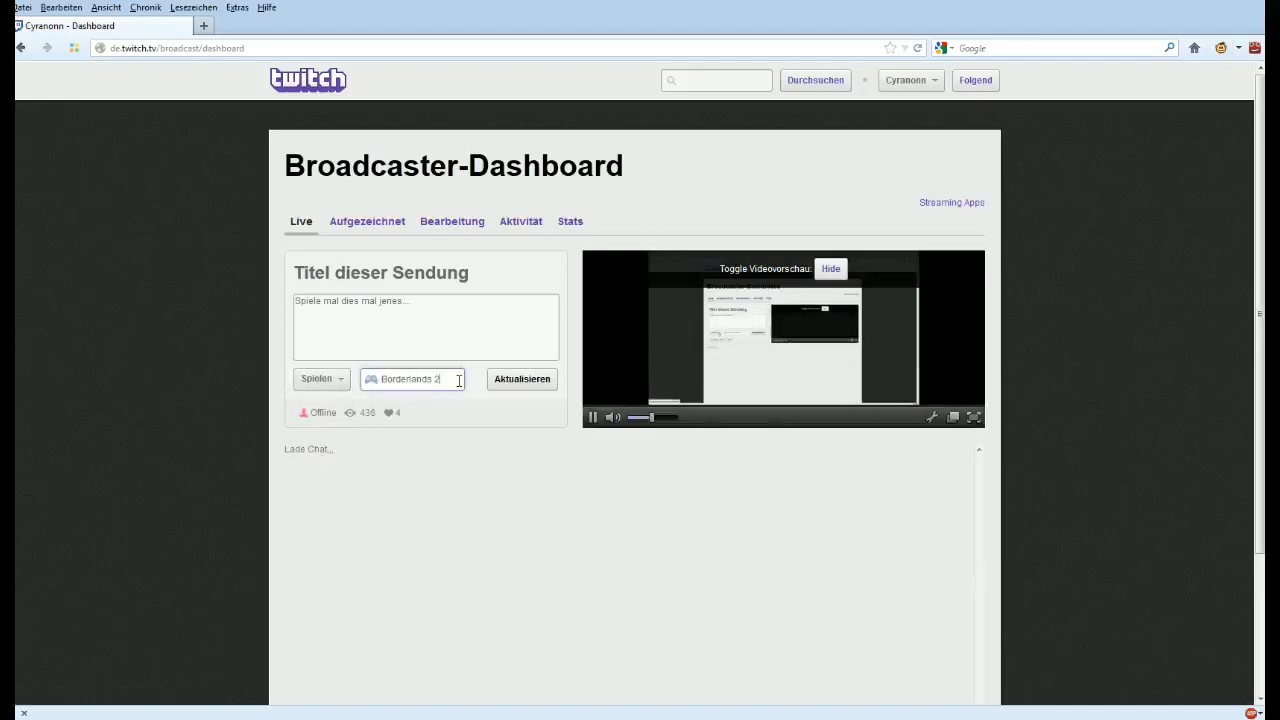 Datei Bearbeiten Ansicht Chronik Lesezeichen Extras Hilfe
Cyranonn - Dashboard
de.twitch.tv/broadcast/dashboard
Google
twitch
Durchsuchen
Cyranonn
Folgend
Broadcaster-Dashboard
Streaming Apps
Live Aufgezeichnet Bearbeitung Aktivität Stats
Titel dieser Sendung
Toggle Videovorschau: Hide
Spiele mal dies mal jenes...
Spielen
Borderlands 2
Aktualisieren
Offline 436 4
Lade Chat,,,
ABP